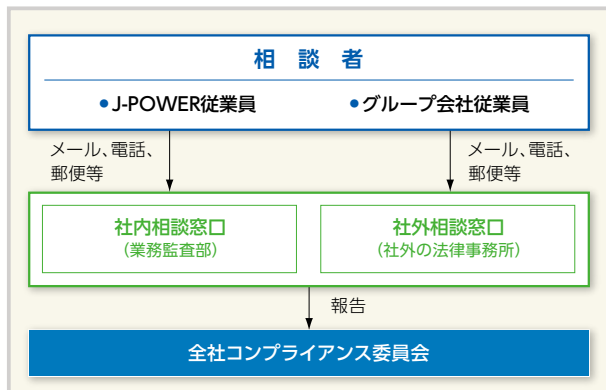 相 談 者
•J-POWER従業員 •グループ会社従業員
メール、電話、 メール、電話、
郵便等 郵便等
社内相談窓口 社外相談窓口
(業務監査部) (社外の法律事務所)
報告
全社コンプライアンス委員会